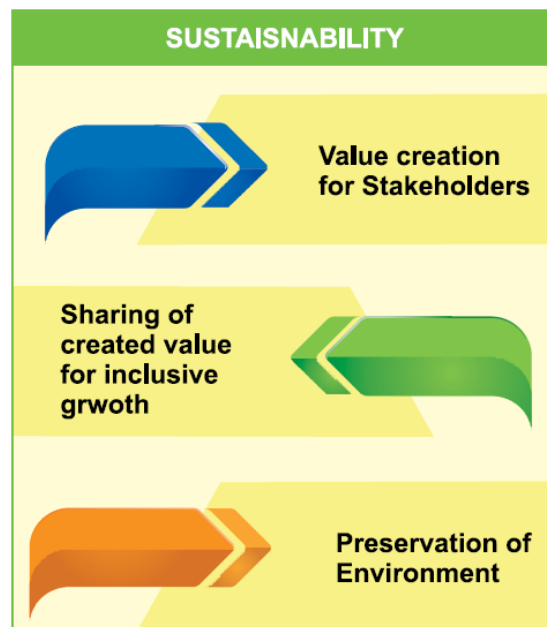 SUSTAISNABILITY
Value creation
for Stakeholders
Sharing of
created value
for inclusive
grwoth
Preservation of
Environment